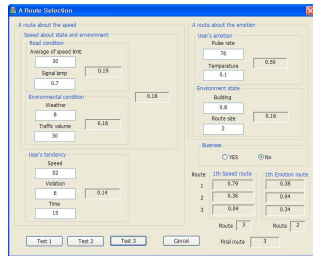 A Route Selection
A route about the speed
Speed about state and environment
Road condition
Average of speed limit
30
Signal lamp
0.7
0.19
Environmental condition
0.18
Weather
8
Traffic volume
30
0.16
User's tendency
Speed
52
Violation
6
0.14
Time
15
Test 1
Test 2
Test 3
Cancel
A route about the emotion
User's emotion
Pulse rate
76
Temperature
0.1
0.50
Environment state
Building
0.8
Route size
2
0.16
Business
YES
No
Route 1th Speed route 1th Emotion route
1 0.79 0.38
2 0.36 0.04
3 0.04 0.34
Route 3 Route 2
Final route 3